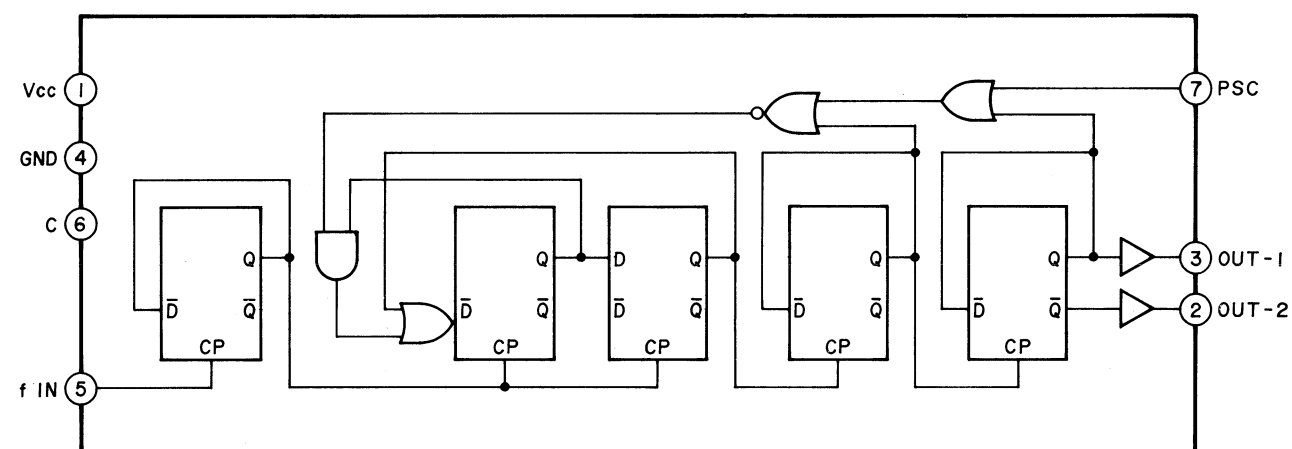 Vcc 1
7 PSC
GND 4
C 6
Q Q D Q Q Q
3 OUT-1
D̅ Q̅ D̅ Q̅ D̅ Q̅ D̅ Q̅ D̅ Q̅
2 OUT-2
CP CP CP CP CP
f IN 5